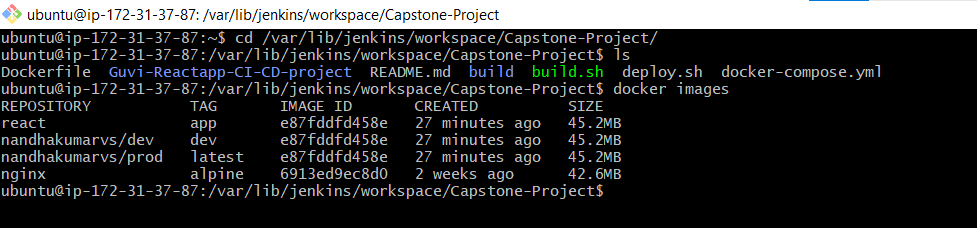 ubuntu@ip-172-31-37-87: /var/lib/jenkins/workspace/Capstone-Project
ubuntu@ip-172-31-37-87:~$ cd /var/lib/jenkins/workspace/Capstone-Project/
ubuntu@ip-172-31-37-87:/var/lib/jenkins/workspace/Capstone-Project$ ls
Dockerfile  Guvi-Reactapp-CI-CD-project  README.md  build  build.sh  deploy.sh  docker-compose.yml
ubuntu@ip-172-31-37-87:/var/lib/jenkins/workspace/Capstone-Project$ docker images
REPOSITORY          TAG       IMAGE ID       CREATED          SIZE
react               app       e87fddfd458e   27 minutes ago   45.2MB
nandhakumarvs/dev   dev       e87fddfd458e   27 minutes ago   45.2MB
nandhakumarvs/prod  latest    e87fddfd458e   27 minutes ago   45.2MB
nginx               alpine    6913ed9ec8d0   2 weeks ago      42.6MB
ubuntu@ip-172-31-37-87:/var/lib/jenkins/workspace/Capstone-Project$